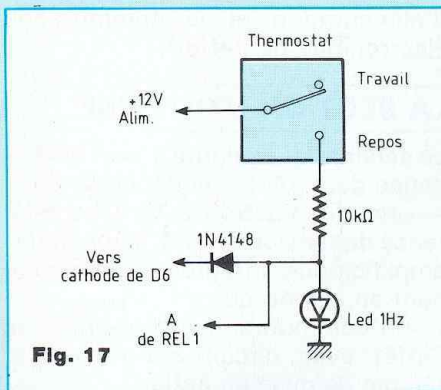 Thermostat
Travail
+12V
Alim.
Repos
10kΩ
1N4148
Vers
cathode de D6
Led 1Hz
A
de REL1
Fig. 17